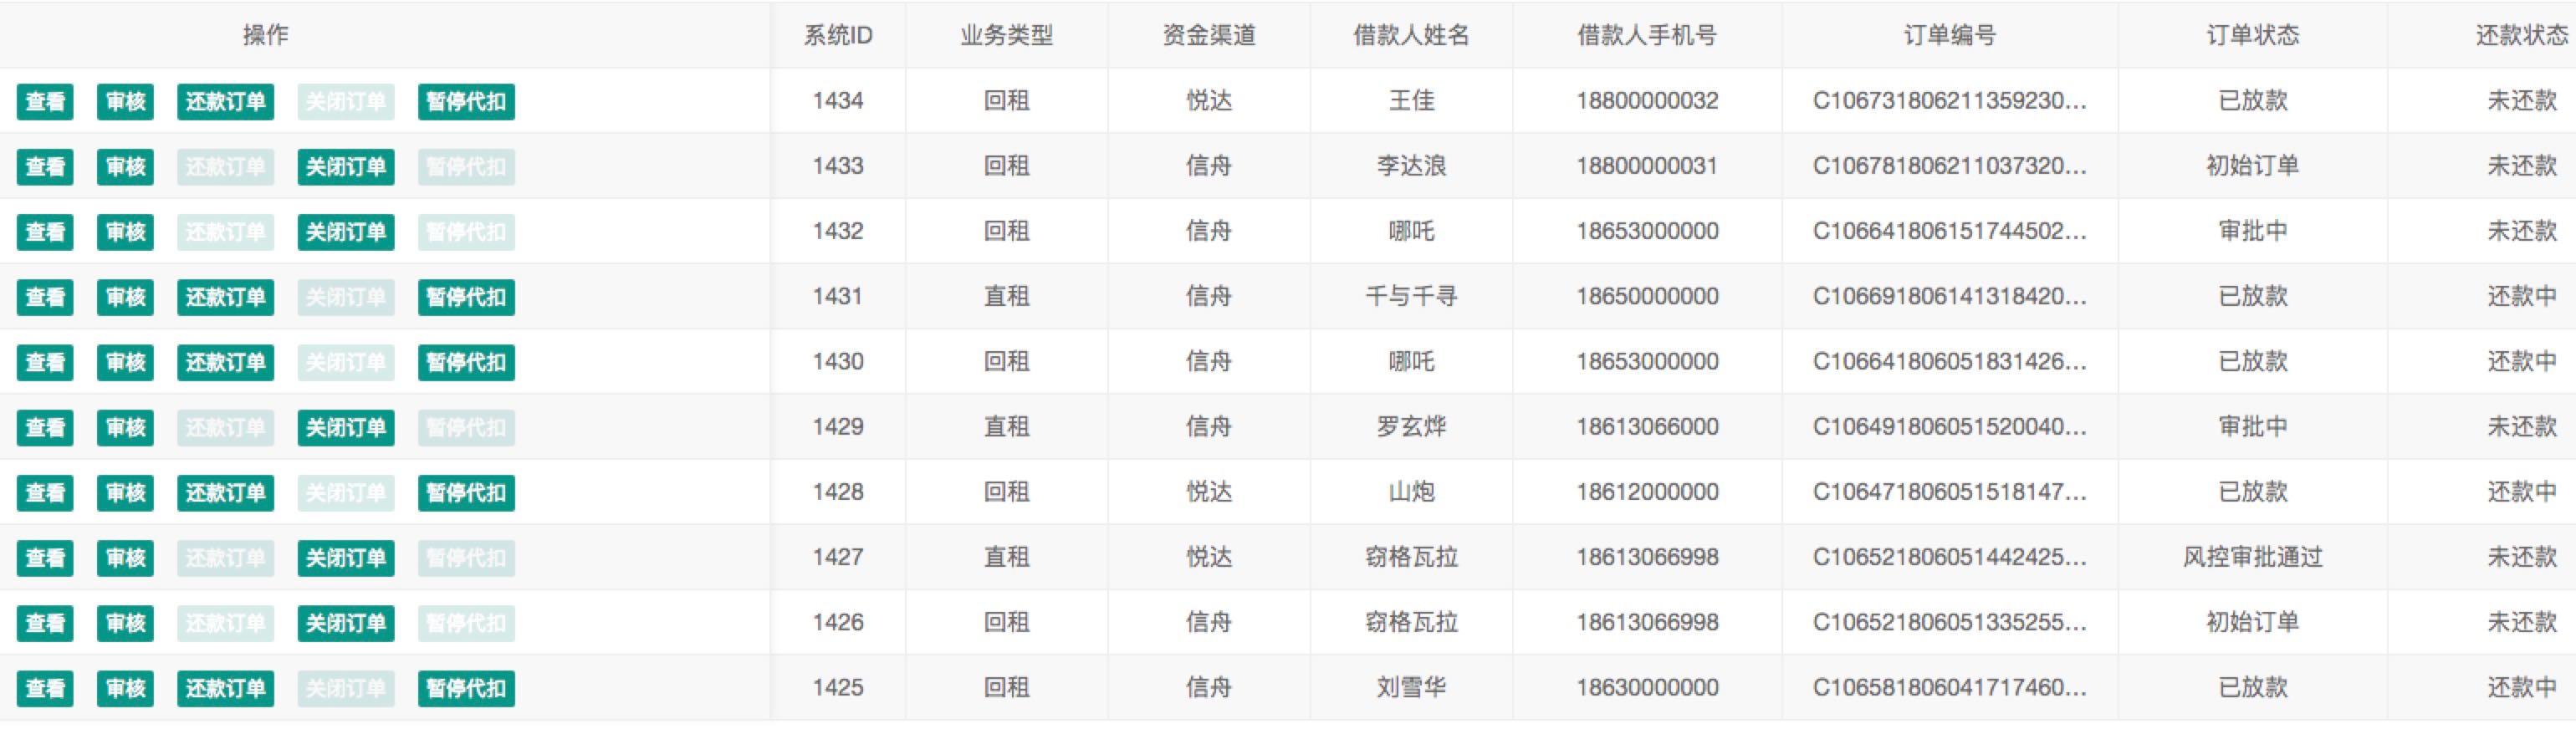 操作 系统ID 业务类型 资金渠道 借款人姓名 借款人手机号 订单编号 订单状态 还款状态
查看 审核 还款订单 关闭订单 暂停代扣 1434 回租 悦达 王佳 18800000032 C106731806211359230... 已放款 未还款
查看 审核 还款订单 关闭订单 暂停代扣 1433 回租 信舟 李达浪 18800000031 C106781806211037320... 初始订单 未还款
查看 审核 还款订单 关闭订单 暂停代扣 1432 回租 信舟 哪吒 18653000000 C106641806151744502... 审批中 未还款
查看 审核 还款订单 关闭订单 暂停代扣 1431 直租 信舟 千与千寻 18650000000 C106691806141318420... 已放款 还款中
查看 审核 还款订单 关闭订单 暂停代扣 1430 回租 信舟 哪吒 18653000000 C106641806051831426... 已放款 还款中
查看 审核 还款订单 关闭订单 暂停代扣 1429 直租 信舟 罗玄烨 18613066000 C106491806051520040... 审批中 未还款
查看 审核 还款订单 关闭订单 暂停代扣 1428 回租 悦达 山炮 18612000000 C106471806051518147... 已放款 还款中
查看 审核 还款订单 关闭订单 暂停代扣 1427 直租 悦达 窃格瓦拉 18613066998 C106521806051442425... 风控审批通过 未还款
查看 审核 还款订单 关闭订单 暂停代扣 1426 回租 信舟 窃格瓦拉 18613066998 C106521806051335255... 初始订单 未还款
查看 审核 还款订单 关闭订单 暂停代扣 1425 回租 信舟 刘雪华 18630000000 C106581806041717460... 已放款 还款中